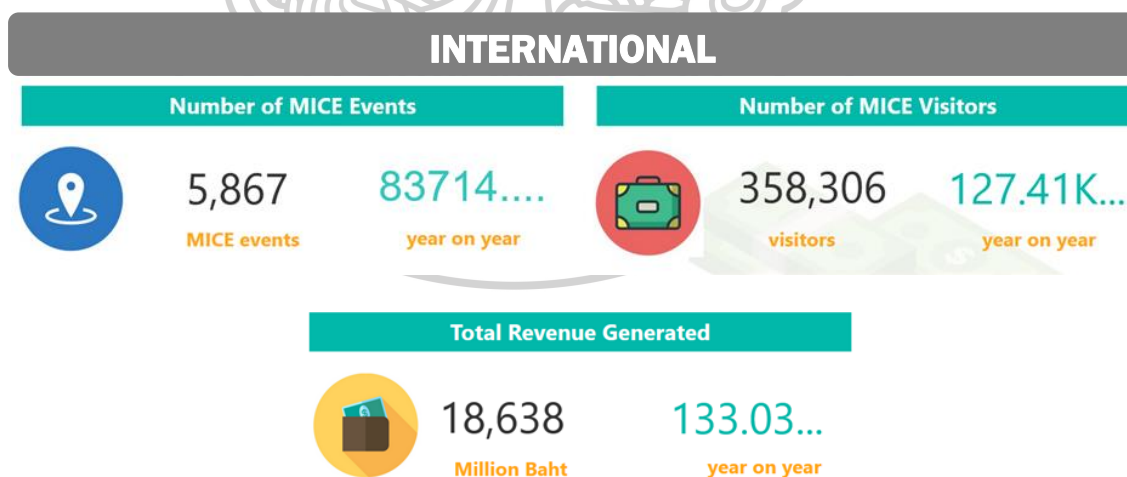 INTERNATIONAL
Number of MICE Events
5,867 83714....
MICE events year on year
Number of MICE Visitors
358,306 127.41K...
visitors year on year
Total Revenue Generated
18,638 133.03...
Million Baht year on year